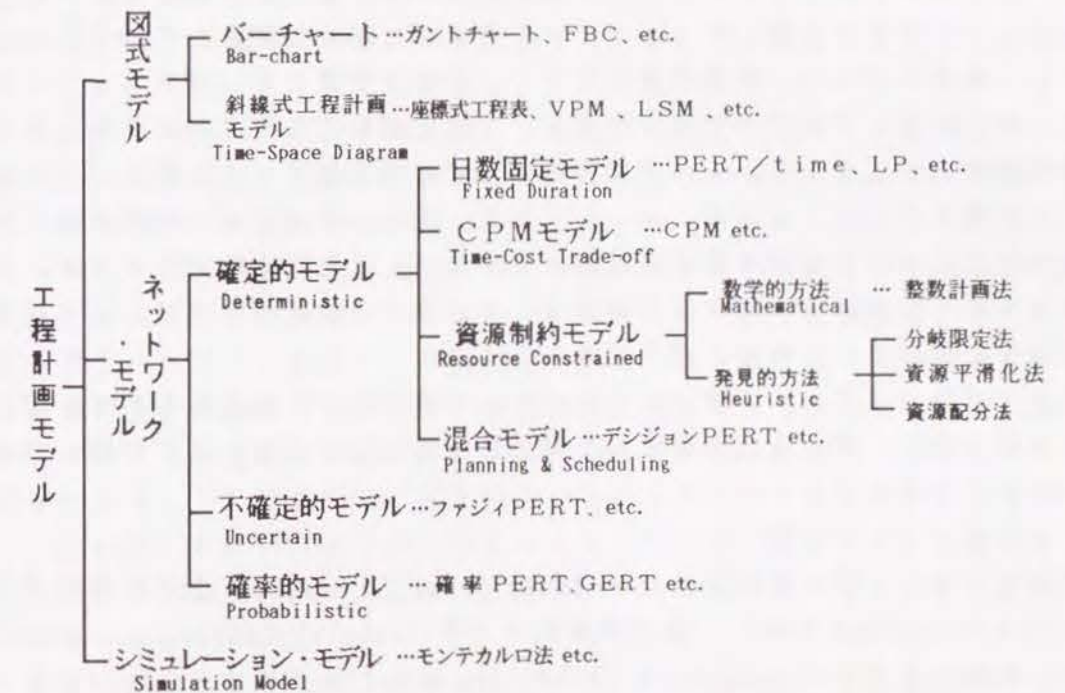 工程計画モデル
図式モデル
バーチャート…ガントチャート、FBC、etc.
Bar-chart
斜線式工程計画…座標式工程表、VPM、LSM、etc.
モデル
Time-Space Diagram
ネットワーク
・モデル
確定的モデル
Deterministic
日数固定モデル …PERT/time、LP、etc.
Fixed Duration
CPMモデル …CPM etc.
Time-Cost Trade-off
資源制約モデル
Resource Constrained
数学的方法 … 整数計画法
Mathematical
発見的方法
Heuristic
分岐限定法
資源平滑化法
資源配分法
混合モデル…デシジョンPERT etc.
Planning & Scheduling
不確定的モデル…ファジィPERT、etc.
Uncertain
確率的モデル …確率 PERT、GERT etc.
Probabilistic
シミュレーション・モデル …モンテカルロ法 etc.
Simulation Model